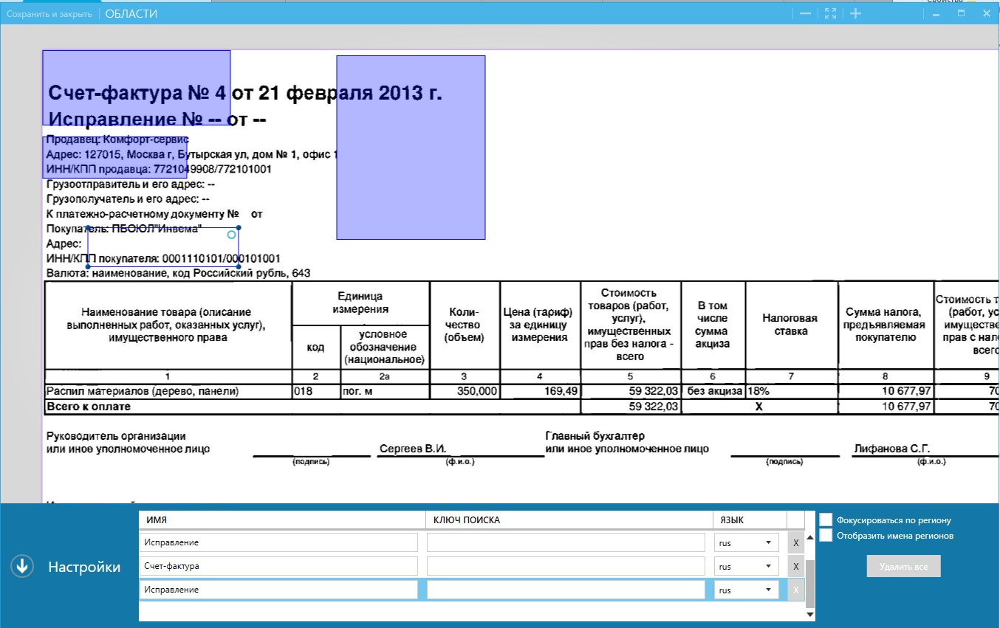 Свойства
Сохранить и закрыть ОБЛАСТИ
Счет-фактура № 4 от 21 февраля 2013 г.
Исправление № -- от --
Продавец: Комфорт-сервис
Адрес: 127015, Москва г, Бутырская ул, дом № 1, офис 1
ИНН/КПП продавца: 7721049908/772101001
Грузоотправитель и его адрес: --
Грузополучатель и его адрес: --
К платежно-расчетному документу № от
Покупатель: ПБОЮЛ"Инвема"
Адрес:
ИНН/КПП покупателя: 0001110101/000101001
Валюта: наименование, код Российский рубль, 643
Наименование товара (описание
выполненных работ, оказанных услуг),
имущественного права
Единица
измерения
код
условное
обозначение
(национальное)
Коли-
чество
(объем)
Цена (тариф)
за единицу
измерения
Стоимость
товаров (работ,
услуг),
имущественных
прав без налога -
всего
В том
числе
сумма
акциза
Налоговая
ставка
Сумма налога,
предъявляемая
покупателю
Стоимость т
(работ, ус
имуществе
прав с нало
всего
1 2 2а 3 4 5 6 7 8 9
Распил материалов (дерево, панели) 018 пог. м 350,000 169,49 59 322,03 без акциза 18% 10 677,97 70
Всего к оплате 59 322,03 X 10 677,97 70
Руководитель организации
или иное уполномоченное лицо
Сергеев В.И.
(подпись) (ф.и.о.)
Главный бухгалтер
или иное уполномоченное лицо
Лифанова С.Г.
(подпись) (ф.и.о.)
Настройки
ИМЯ КЛЮЧ ПОИСКА ЯЗЫК
Исправление rus X
Счет-фактура rus X
Исправление rus X
Фокусироваться по региону
Отобразить имена регионов
Удалить все